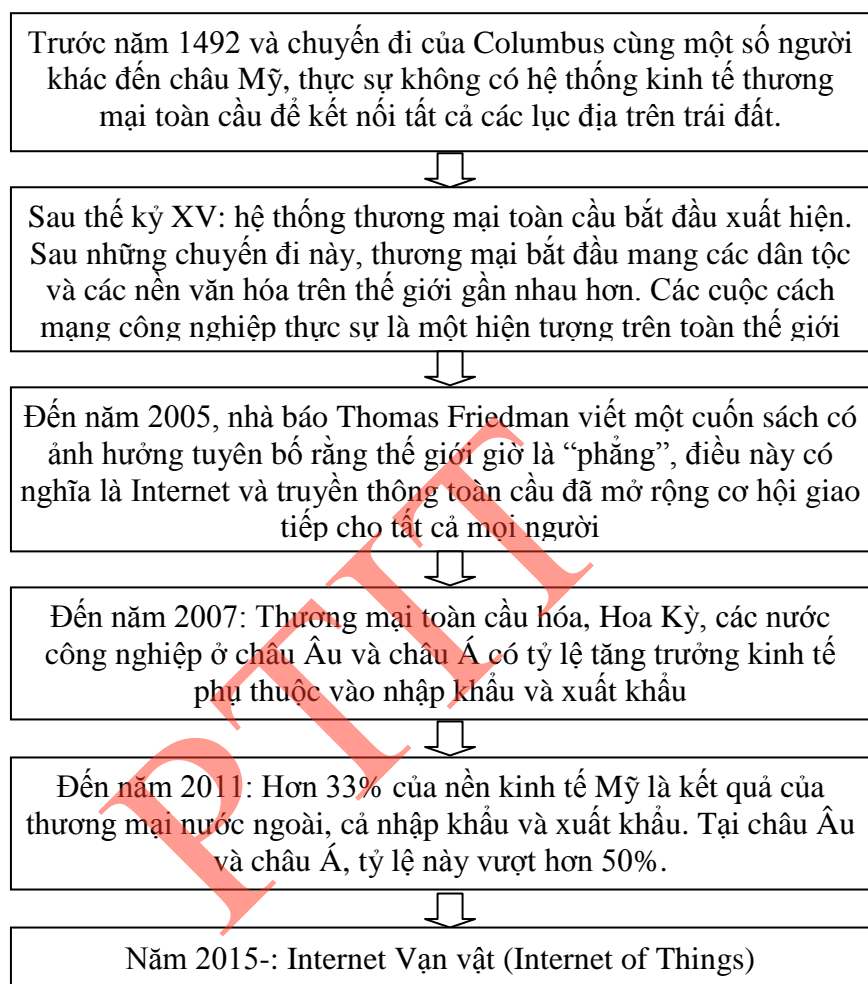 Trước năm 1492 và chuyến đi của Columbus cùng một số người
khác đến châu Mỹ, thực sự không có hệ thống kinh tế thương
mại toàn cầu để kết nối tất cả các lục địa trên trái đất.
Sau thế kỷ XV: hệ thống thương mại toàn cầu bắt đầu xuất hiện.
Sau những chuyến đi này, thương mại bắt đầu mang các dân tộc
và các nền văn hóa trên thế giới gần nhau hơn. Các cuộc cách
mạng công nghiệp thực sự là một hiện tượng trên toàn thế giới
Đến năm 2005, nhà báo Thomas Friedman viết một cuốn sách có
ảnh hưởng tuyên bố rằng thế giới giờ là “phẳng”, điều này có
nghĩa là Internet và truyền thông toàn cầu đã mở rộng cơ hội giao
tiếp cho tất cả mọi người
Đến năm 2007: Thương mại toàn cầu hóa, Hoa Kỳ, các nước
công nghiệp ở châu Âu và châu Á có tỷ lệ tăng trưởng kinh tế
phụ thuộc vào nhập khẩu và xuất khẩu
Đến năm 2011: Hơn 33% của nền kinh tế Mỹ là kết quả của
thương mại nước ngoài, cả nhập khẩu và xuất khẩu. Tại châu Âu
và châu Á, tỷ lệ này vượt hơn 50%.
Năm 2015-: Internet Vạn vật (Internet of Things)
PTIT